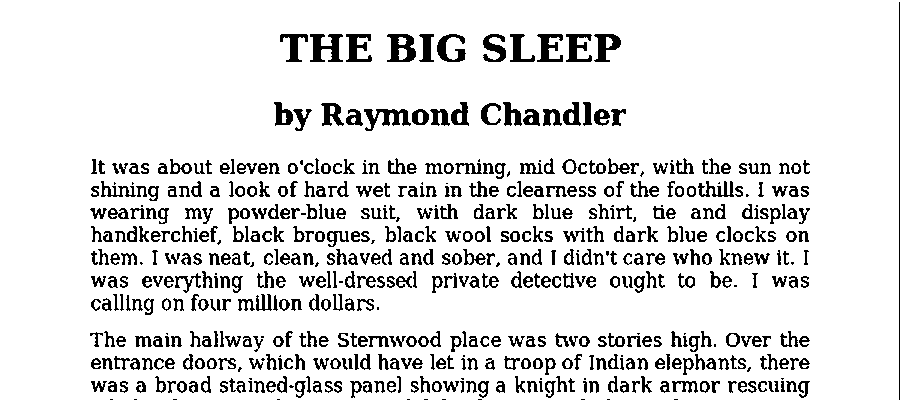 THE BIG SLEEP
by Raymond Chandler
It was about eleven o'clock in the morning, mid October, with the sun not
shining and a look of hard wet rain in the clearness of the foothills. I was
wearing my powder-blue suit, with dark blue shirt, tie and display
handkerchief, black brogues, black wool socks with dark blue clocks on
them. I was neat, clean, shaved and sober, and I didn't care who knew it. I
was everything the well-dressed private detective ought to be. I was
calling on four million dollars.
The main hallway of the Sternwood place was two stories high. Over the
entrance doors, which would have let in a troop of Indian elephants, there
was a broad stained-glass panel showing a knight in dark armor rescuing